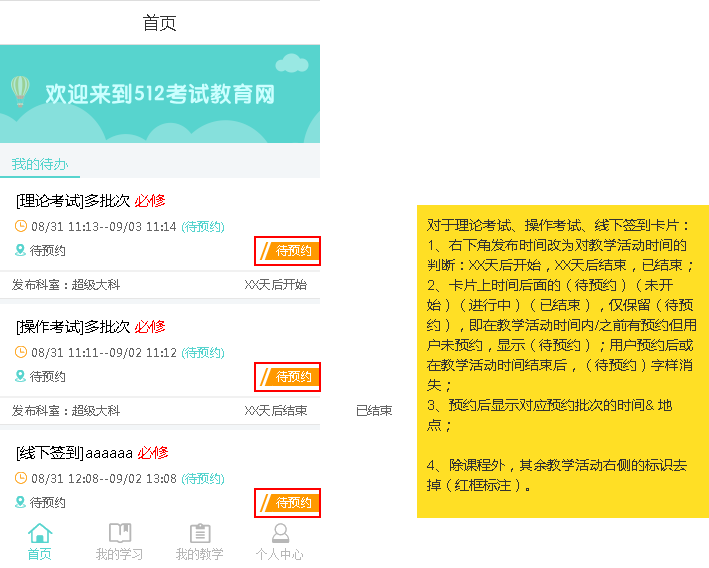 首页
欢迎来到512考试教育网
我的待办
[理论考试]多批次 必修
08/31 11:13--09/03 11:14 (待预约)
待预约 待预约
发布科室：超级大科 XX天后开始
[操作考试]多批次 必修
08/31 11:11--09/02 11:12 (待预约)
待预约 待预约
发布科室：超级大科 XX天后结束 已结束
[线下签到]aaaaaa 必修
08/31 12:08--09/02 13:08 (待预约)
待预约 待预约
首页 我的学习 我的教学 个人中心
对于理论考试、操作考试、线下签到卡片：
1、右下角发布时间改为对教学活动时间的
判断：XX天后开始，XX天后结束，已结束；
2、卡片上时间后面的（待预约）（未开
始）（进行中）（已结束），仅保留（待预
约），即在教学活动时间内/之前有预约但用
户未预约，显示（待预约）；用户预约后或
在教学活动时间结束后，（待预约）字样消
失；
3、预约后显示对应预约批次的时间& 地
点；
4、除课程外，其余教学活动右侧的标识去
掉（红框标注）。